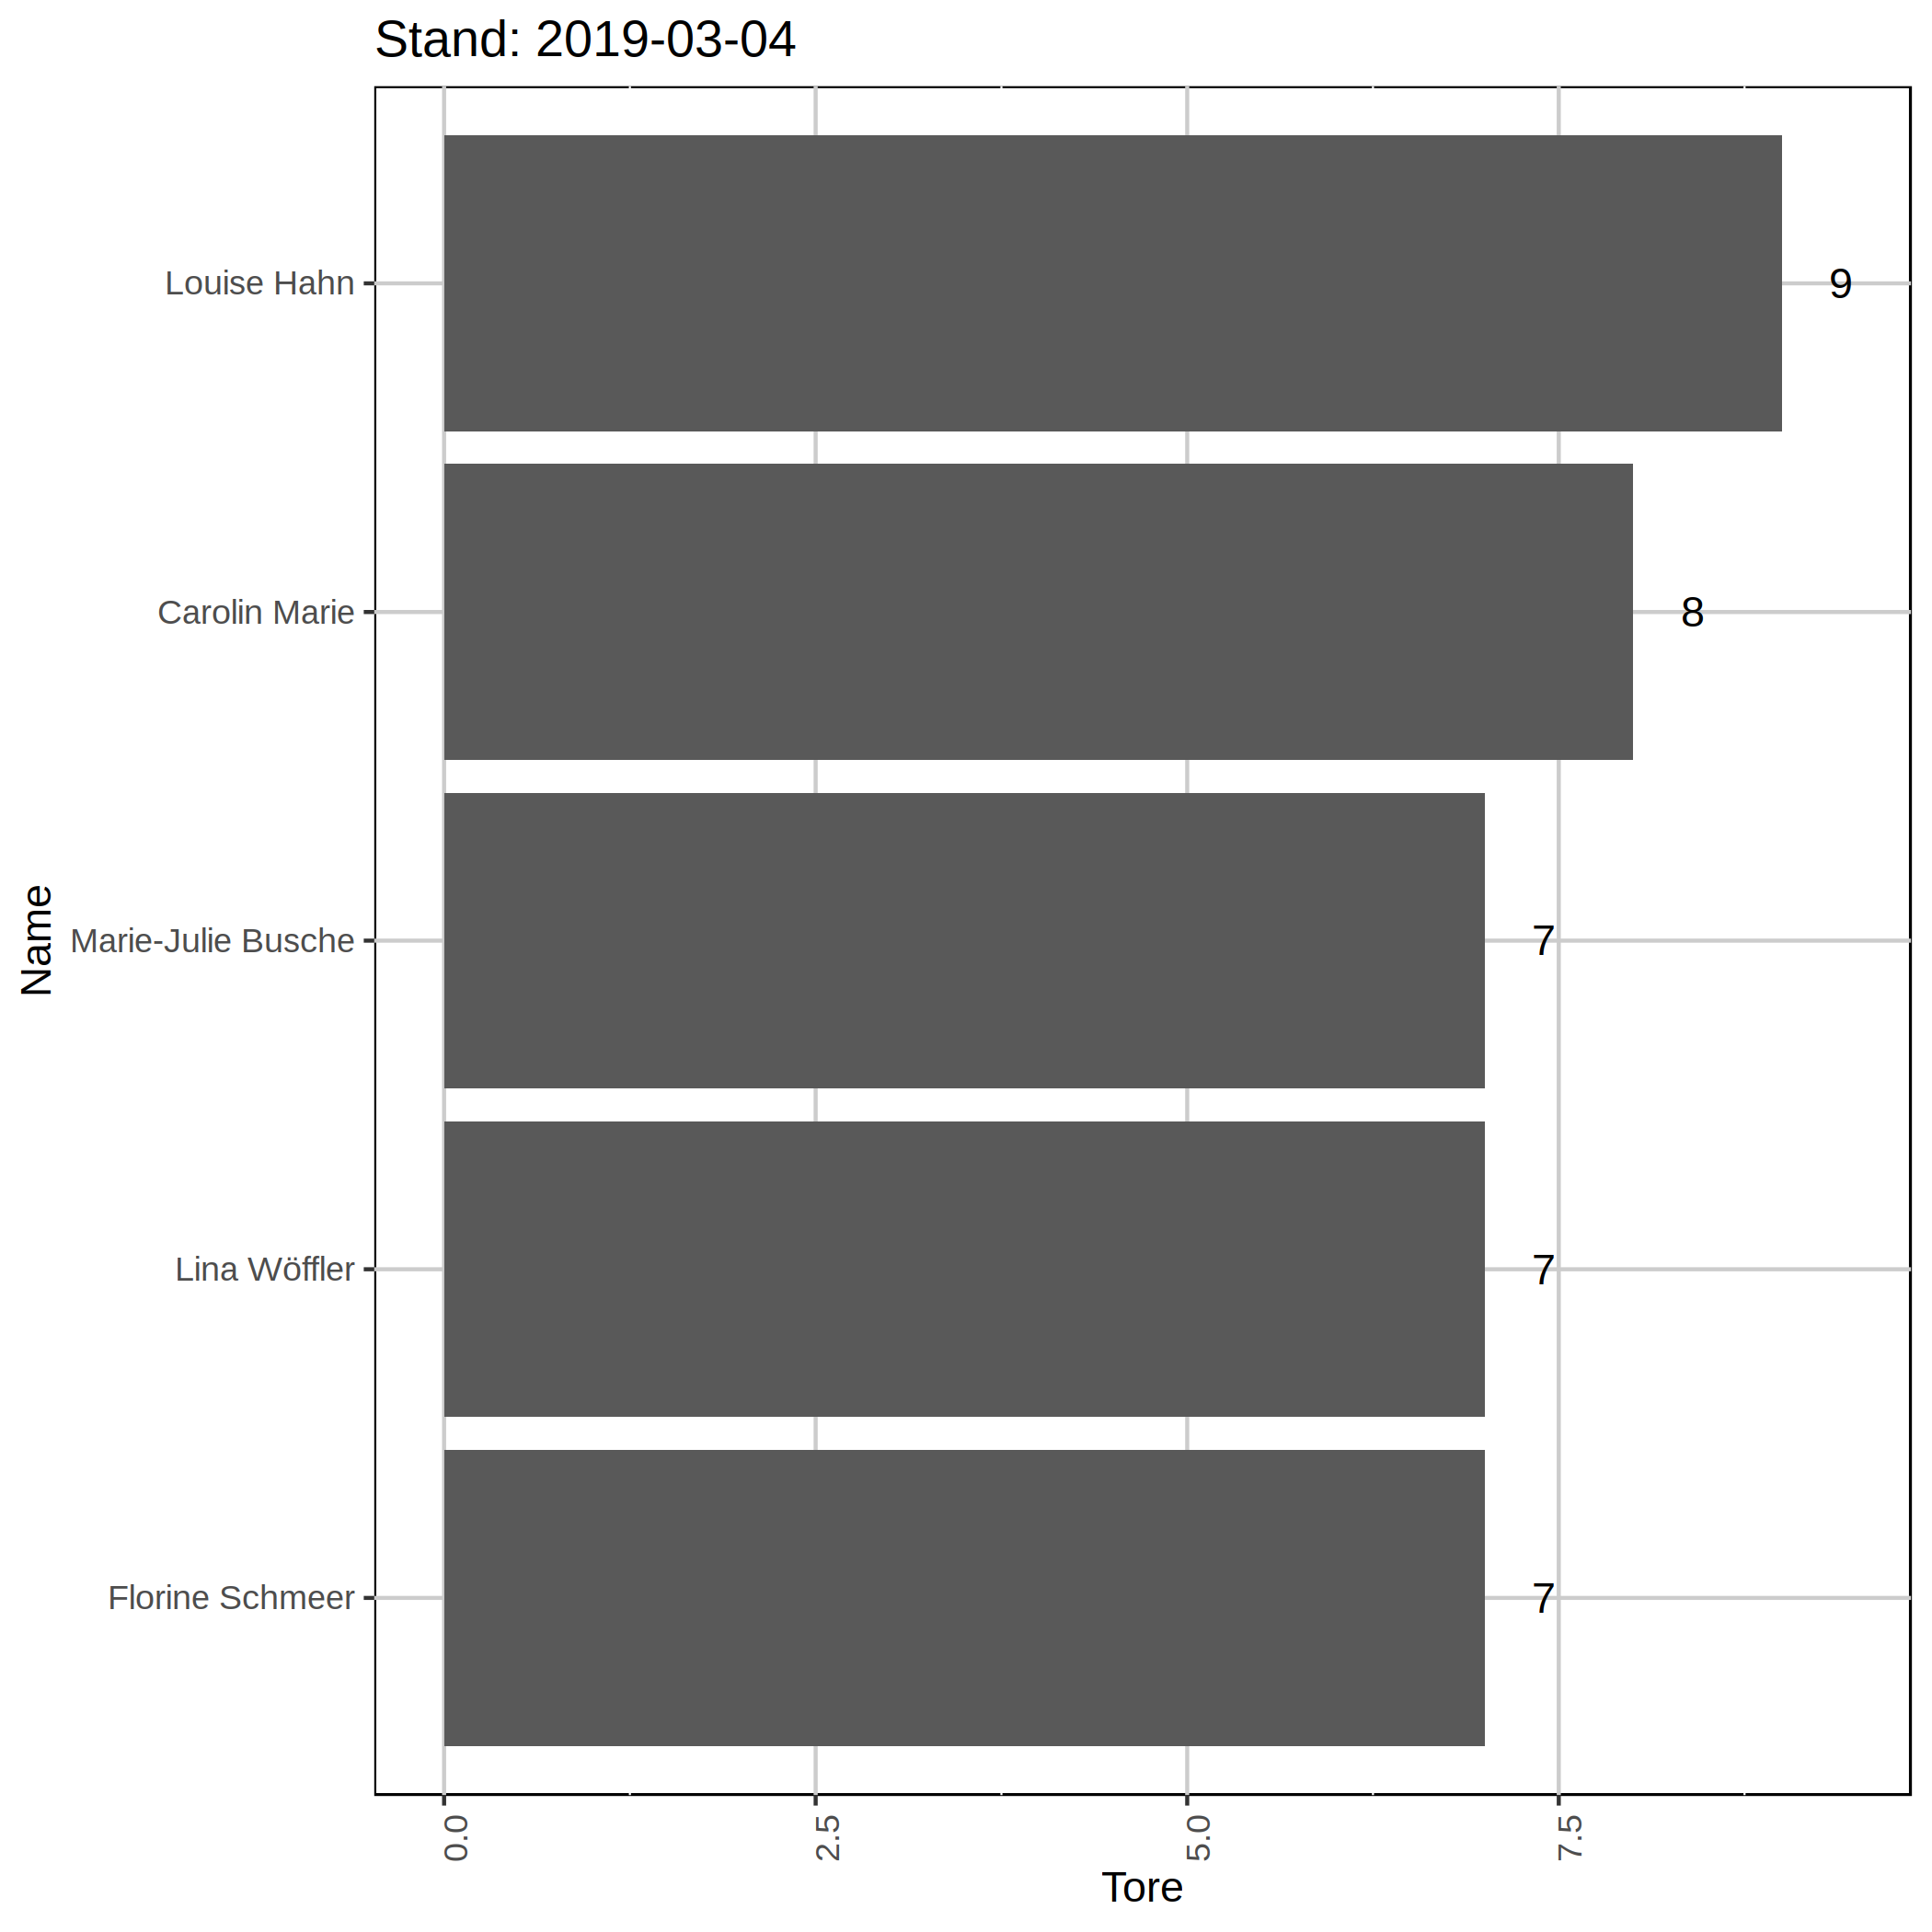 Stand: 2019-03-04
Louise Hahn
9
Carolin Marie
8
Marie-Julie Busche
7
Lina Wöffler
7
Florine Schmeer
7
Name
0.0
2.5
5.0
7.5
Tore